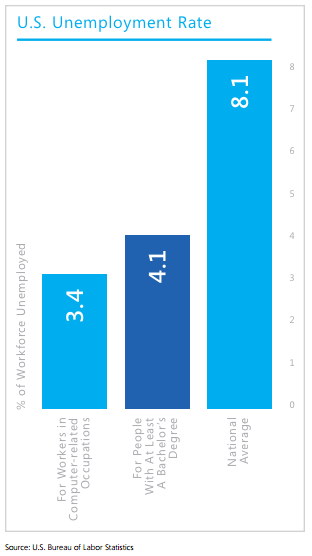 U.S. Unemployment Rate
8
7
6
5
4
3
2
1
0
% of Workforce Unemployed
3.4
4.1
8.1
For Workers in
Computer-related
Occupations
For People
With At Least
A Bachelor's
Degree
National
Average
Source: U.S. Bureau of Labor Statistics